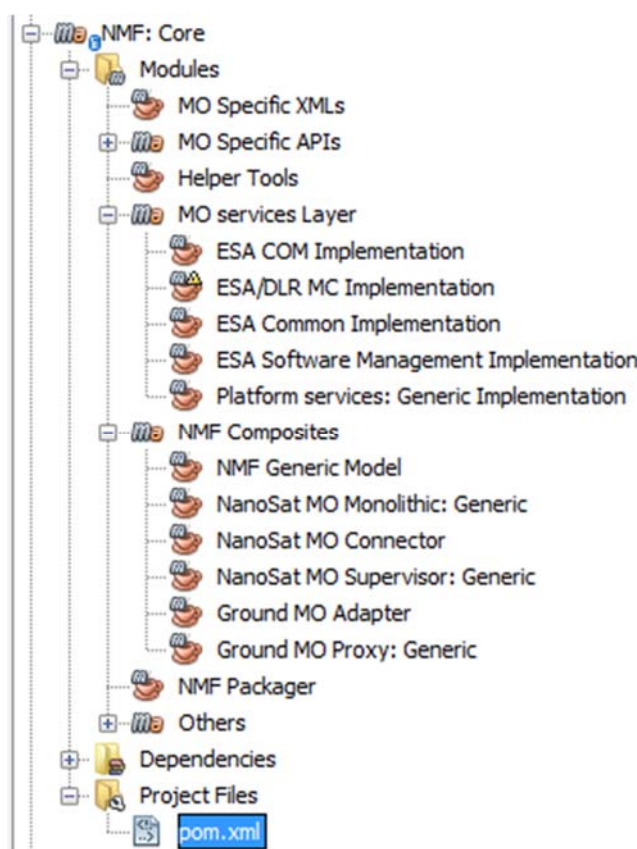 NMF: Core
Modules
MO Specific XMLs
MO Specific APIs
Helper Tools
MO services Layer
ESA COM Implementation
ESA/DLR MC Implementation
ESA Common Implementation
ESA Software Management Implementation
Platform services: Generic Implementation
NMF Composites
NMF Generic Model
NanoSat MO Monolithic: Generic
NanoSat MO Connector
NanoSat MO Supervisor: Generic
Ground MO Adapter
Ground MO Proxy: Generic
NMF Packager
Others
Dependencies
Project Files
pom.xml